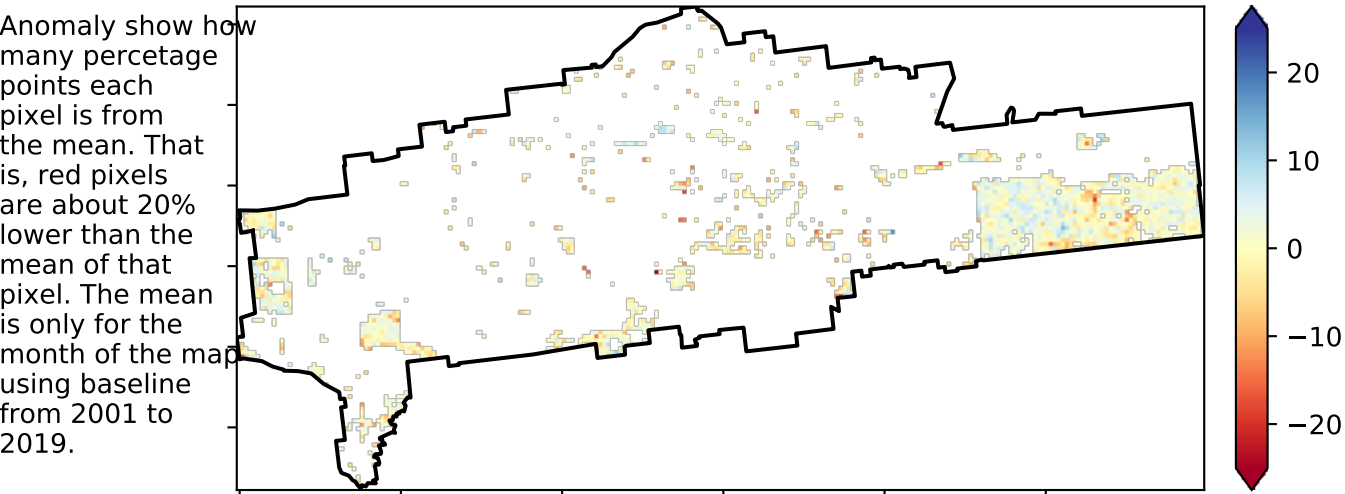 Anomaly show how
many percetage
points each
pixel is from
the mean. That
is, red pixels
are about 20%
lower than the
mean of that
pixel. The mean
is only for the
month of the map
using baseline
from 2001 to
2019.
20
10
0
−10
−20